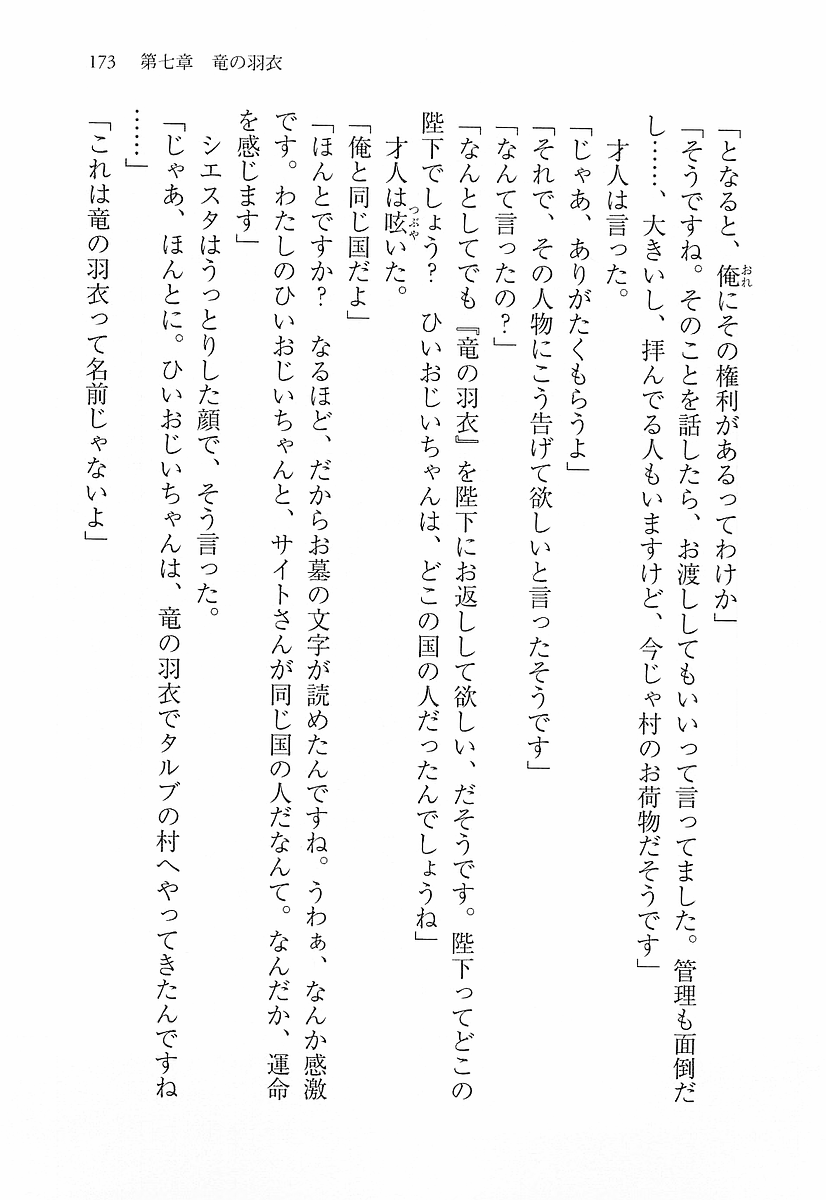 173　第七章　竜の羽衣
「となると、俺にその権利があるってわけか」
「そうですね。そのことを話したら、お渡ししてもいいって言ってました。管理も面倒だ
し……、大きいし、拝んでる人もいますけど、今じゃ村のお荷物だそうです」
　才人は言った。
「じゃあ、ありがたくもらうよ」
「それで、その人物にこう告げて欲しいと言ったそうです」
「なんて言ったの？」
「なんとしてでも『竜の羽衣』を陛下にお返しして欲しい、だそうです。陛下ってどこの
陛下でしょう？　ひいおじいちゃんは、どこの国の人だったんでしょうね」
　才人は呟いた。
「俺と同じ国だよ」
「ほんとですか？　なるほど、だからお墓の文字が読めたんですね。うわぁ、なんか感激
です。わたしのひいおじいちゃんと、サイトさんが同じ国の人だなんて。なんだか、運命
を感じます」
　シエスタはうっとりした顔で、そう言った。
「じゃあ、ほんとに。ひいおじいちゃんは、竜の羽衣でタルブの村へやってきたんですね
……」
「これは竜の羽衣って名前じゃないよ」